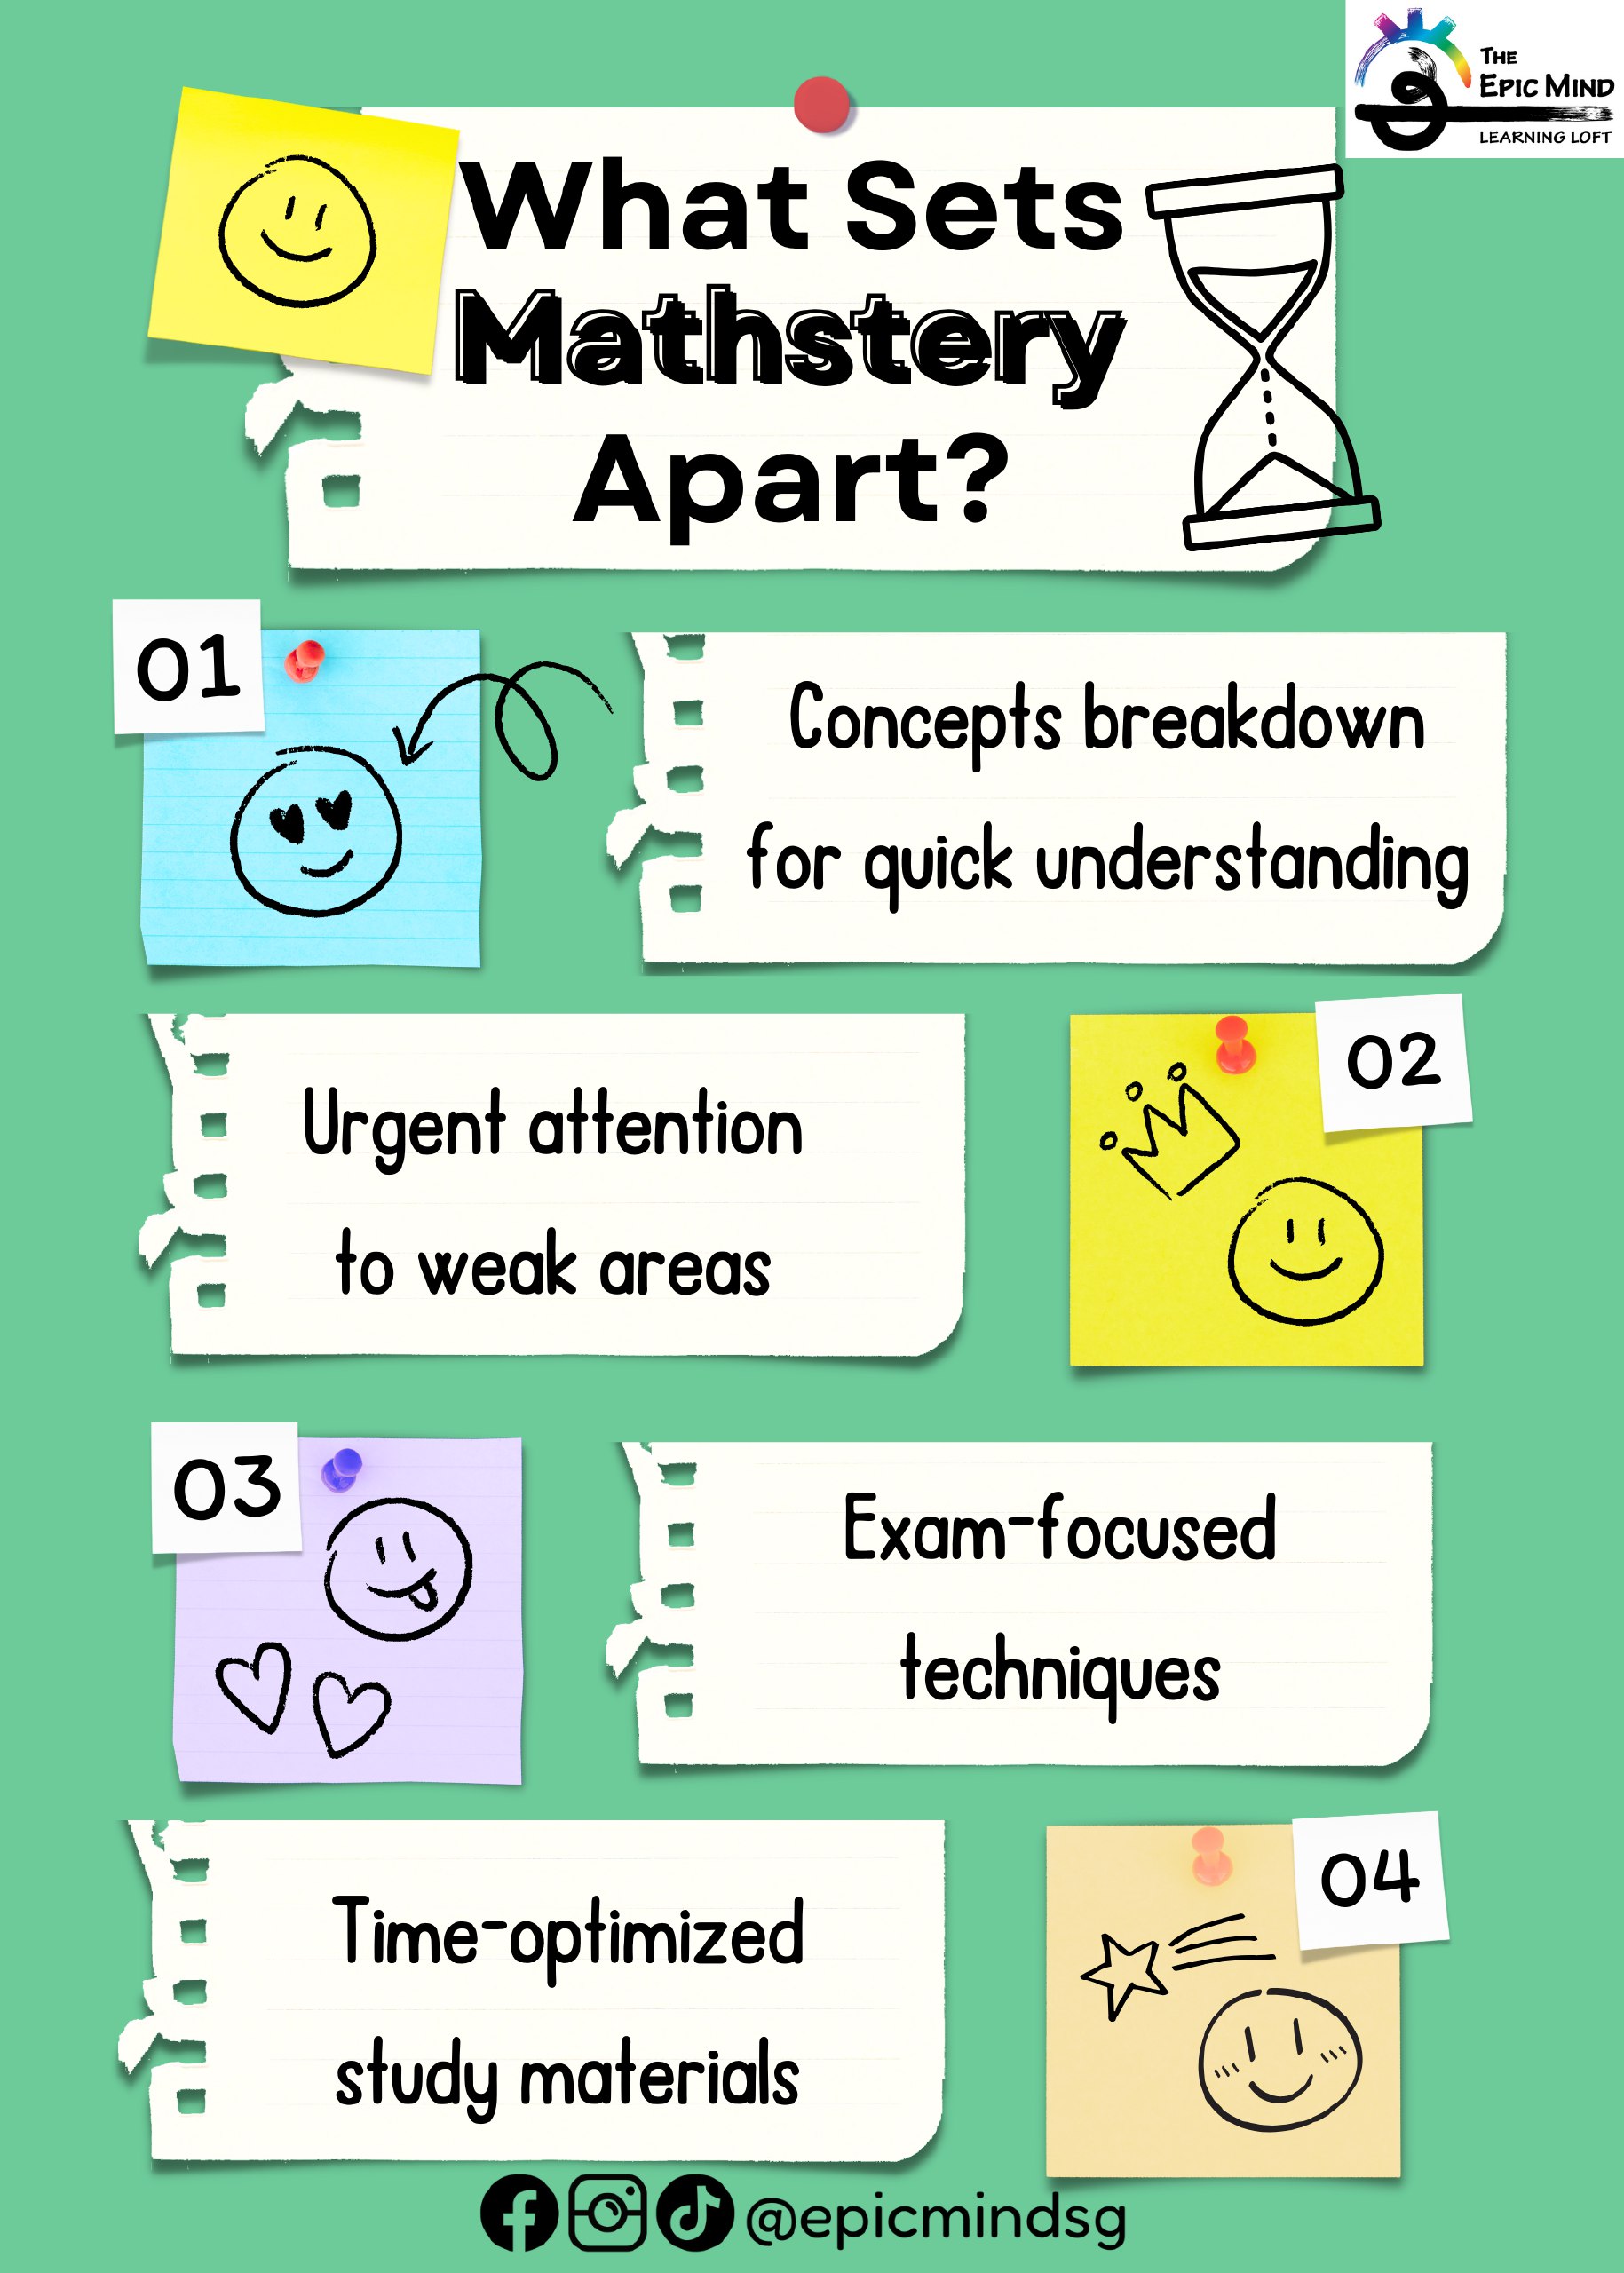 THE
EPIC MIND
LEARNING LOFT
What Sets
Mathstery
Apart?
01
Concepts breakdown
for quick understanding
Urgent attention
to weak areas
02
03
Exam-focused
techniques
Time-optimized
study materials
04
@epicmindsg